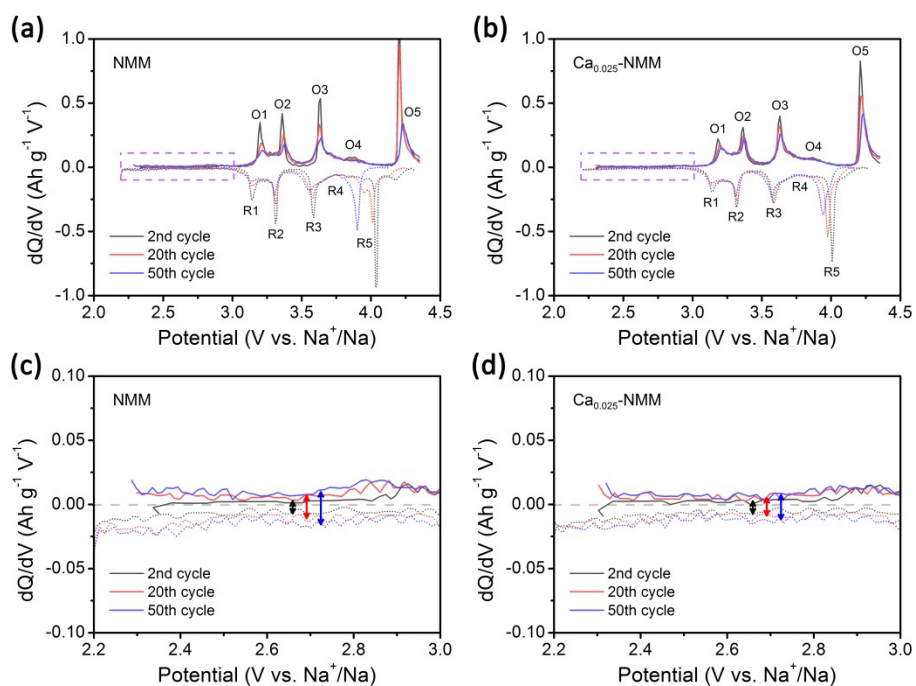 (a)
NMM
1.0
0.5
0.0
-0.5
-1.0
dQ/dV (Ah g⁻¹ V⁻¹)
O1
O2
O3
O4
O5
R1
R2
R3
R4
R5
2nd cycle
20th cycle
50th cycle
2.0 2.5 3.0 3.5 4.0 4.5
Potential (V vs. Na⁺/Na)
(b)
Ca₀.₀₂₅-NMM
1.0
0.5
0.0
-0.5
-1.0
dQ/dV (Ah g⁻¹ V⁻¹)
O1
O2
O3
O4
O5
R1
R2
R3
R4
R5
2nd cycle
20th cycle
50th cycle
2.0 2.5 3.0 3.5 4.0 4.5
Potential (V vs. Na⁺/Na)
(c)
NMM
0.10
0.05
0.00
-0.05
-0.10
dQ/dV (Ah g⁻¹ V⁻¹)
2nd cycle
20th cycle
50th cycle
2.2 2.4 2.6 2.8 3.0
Potential (V vs. Na⁺/Na)
(d)
Ca₀.₀₂₅-NMM
0.10
0.05
0.00
-0.05
-0.10
dQ/dV (Ah g⁻¹ V⁻¹)
2nd cycle
20th cycle
50th cycle
2.2 2.4 2.6 2.8 3.0
Potential (V vs. Na⁺/Na)